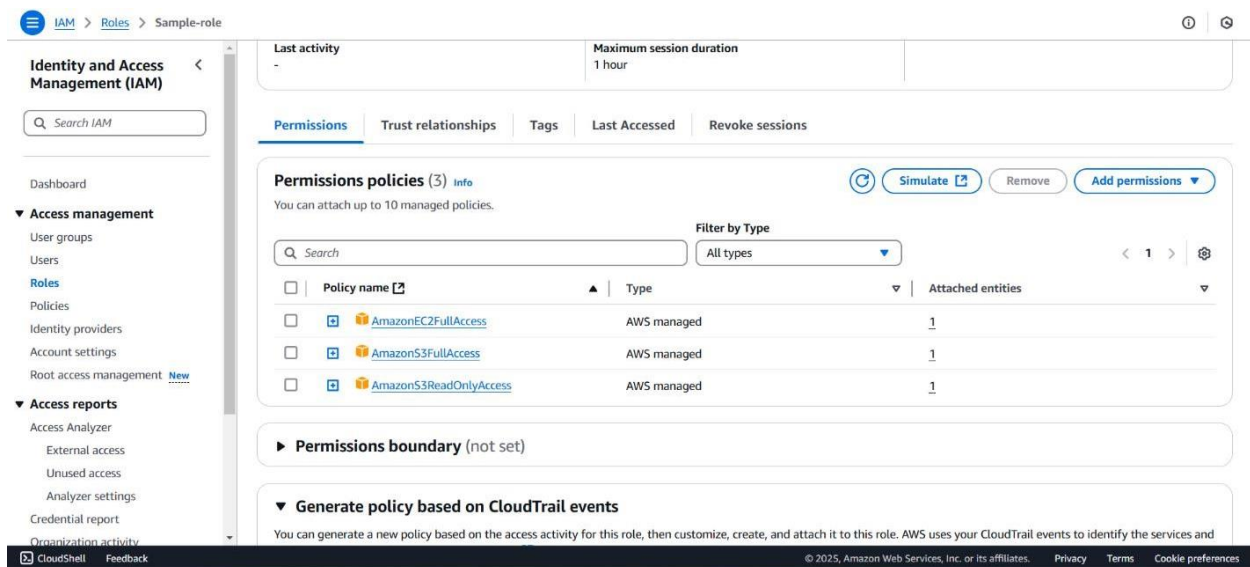 IAM > Roles > Sample-role
Identity and Access
Management (IAM)
Search IAM
Dashboard
Access management
User groups
Users
Roles
Policies
Identity providers
Account settings
Root access management New
Access reports
Access Analyzer
External access
Unused access
Analyzer settings
Credential report
Organization activity
Last activity
-
Maximum session duration
1 hour
Permissions Trust relationships Tags Last Accessed Revoke sessions
Permissions policies (3) Info
Simulate Remove Add permissions
You can attach up to 10 managed policies.
Filter by Type
Search All types
1
Policy name Type Attached entities
AmazonEC2FullAccess AWS managed 1
AmazonS3FullAccess AWS managed 1
AmazonS3ReadOnlyAccess AWS managed 1
Permissions boundary (not set)
Generate policy based on CloudTrail events
You can generate a new policy based on the access activity for this role, then customize, create, and attach it to this role. AWS uses your CloudTrail events to identify the services and
CloudShell Feedback © 2025, Amazon Web Services, Inc. or its affiliates. Privacy Terms Cookie preferences